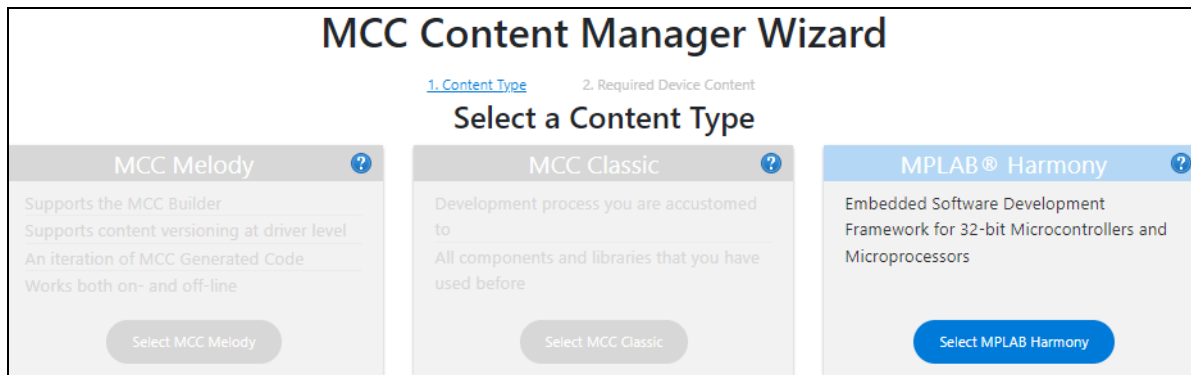 MCC Content Manager Wizard
1. Content Type
2. Required Device Content
Select a Content Type
MCC Melody
Supports the MCC Builder
Supports content versioning at driver level
An iteration of MCC Generated Code
Works both on- and off-line
Select MCC Melody
MCC Classic
Development process you are accustomed
to
All components and libraries that you have
used before
Select MCC Classic
MPLAB® Harmony
Embedded Software Development
Framework for 32-bit Microcontrollers and
Microprocessors
Select MPLAB Harmony